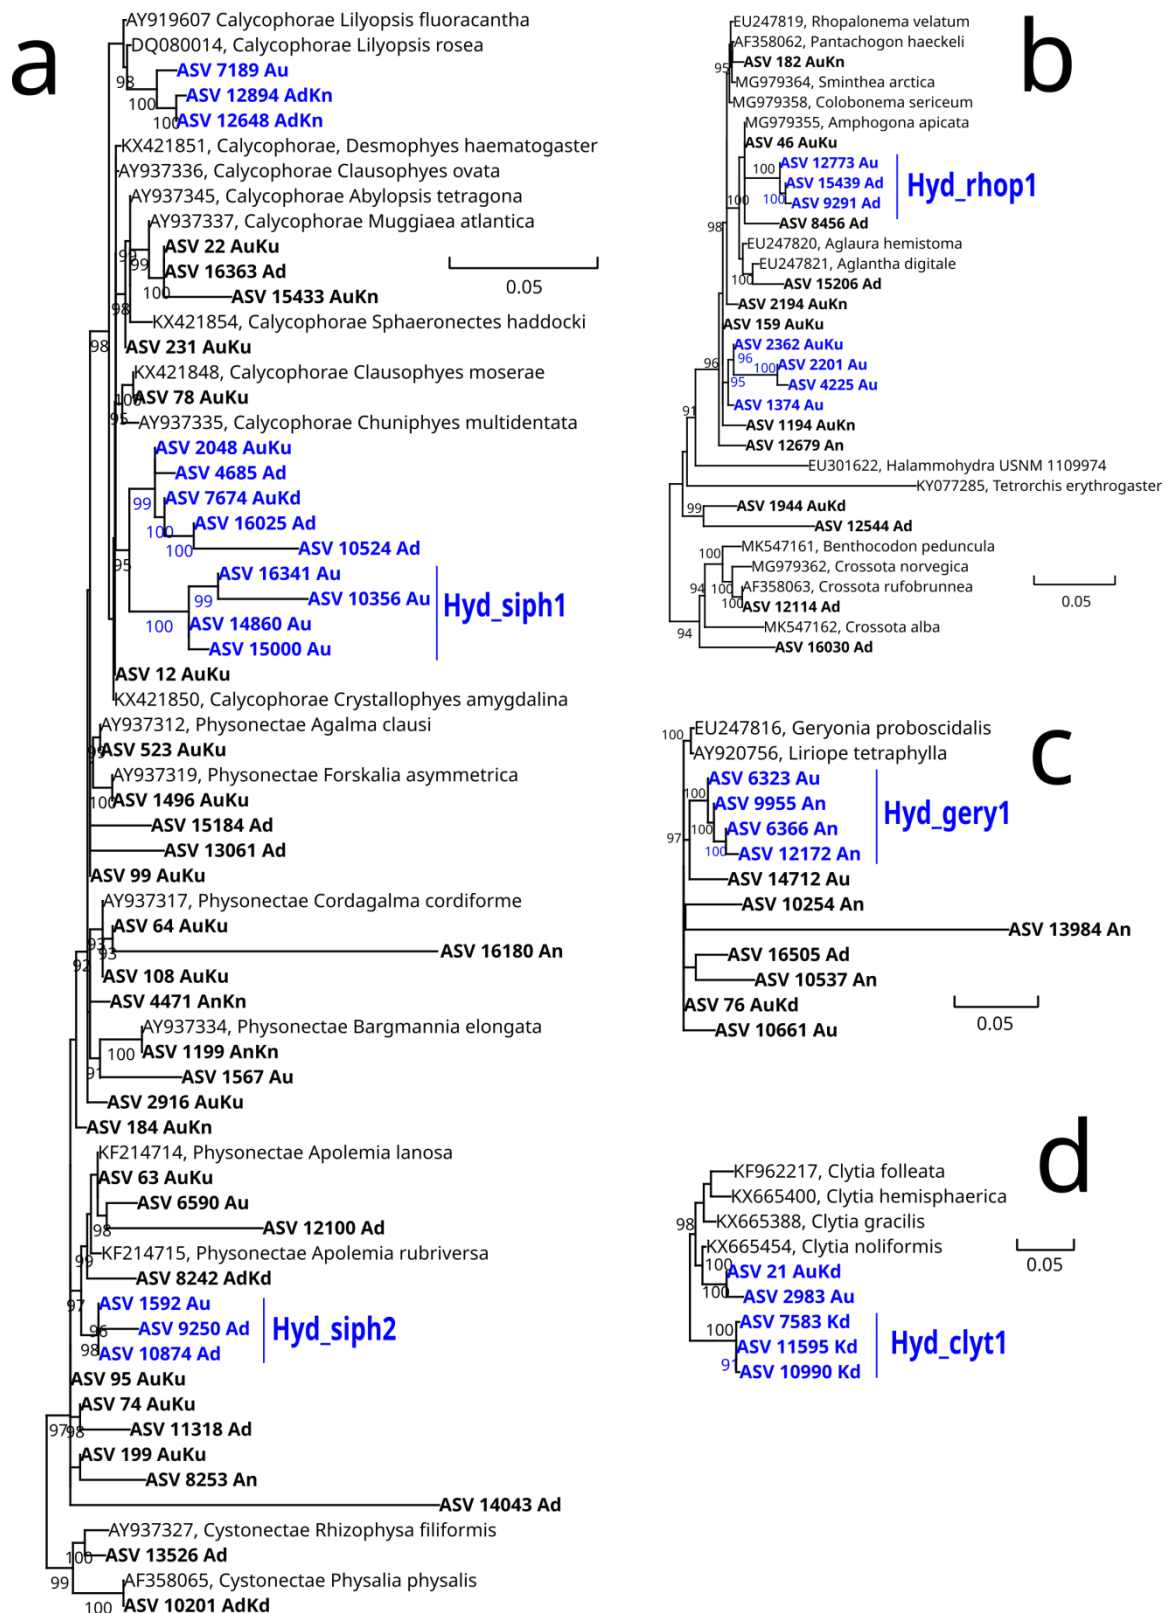 a
AY919607 Calycophorae Lilyopsis fluoracantha
DQ080014, Calycophorae Lilyopsis rosea
98
ASV 7189 Au
100
ASV 12894 AdKn
100
ASV 12648 AdKn
KX421851, Calycophorae, Desmophyes haematogaster
AY937336, Calycophorae Clausophyes ovata
AY937345, Calycophorae Abylopsis tetragona
AY937337, Calycophorae Muggiaea atlantica
99
99
ASV 22 AuKu
ASV 16363 Ad
100
ASV 15433 AuKn
0.05
98
KX421854, Calycophorae Sphaeronectes haddocki
98
ASV 231 AuKu
KX421848, Calycophorae Clausophyes moserae
100
ASV 78 AuKu
95
AY937335, Calycophorae Chuniphyes multidentata
ASV 2048 AuKu
ASV 4685 Ad
99
ASV 7674 AuKd
100
ASV 16025 Ad
100
ASV 10524 Ad
95
ASV 16341 Au
99
ASV 10356 Au
Hyd_siph1
100
ASV 14860 Au
ASV 15000 Au
ASV 12 AuKu
KX421850, Calycophorae Crystallophyes amygdalina
AY937312, Physonectae Agalma clausi
99
ASV 523 AuKu
AY937319, Physonectae Forskalia asymmetrica
100
ASV 1496 AuKu
ASV 15184 Ad
ASV 13061 Ad
ASV 99 AuKu
AY937317, Physonectae Cordagalma cordiforme
ASV 64 AuKu
93
93
ASV 16180 An
92
ASV 108 AuKu
ASV 4471 AnKn
AY937334, Physonectae Bargmannia elongata
100
ASV 1199 AnKn
91
ASV 1567 Au
ASV 2916 AuKu
ASV 184 AuKn
KF214714, Physonectae Apolemia lanosa
ASV 63 AuKu
ASV 6590 Au
98
ASV 12100 Ad
99
KF214715, Physonectae Apolemia rubriversa
ASV 8242 AdKd
97
ASV 1592 Au
96
ASV 9250 Ad
Hyd_siph2
98
ASV 10874 Ad
ASV 95 AuKu
ASV 74 AuKu
97
98
ASV 11318 Ad
ASV 199 AuKu
ASV 8253 An
ASV 14043 Ad
AY937327, Cystonectae Rhizophysa filiformis
100
ASV 13526 Ad
99
AF358065, Cystonectae Physalia physalis
100
ASV 10201 AdKd
b
EU247819, Rhopalonema velatum
AF358062, Pantachogon haeckeli
95
ASV 182 AuKn
MG979364, Sminthea arctica
MG979358, Colobonema sericeum
MG979355, Amphogona apicata
ASV 46 AuKu
100
ASV 12773 Au
ASV 15439 Ad
Hyd_rhop1
100
100
ASV 9291 Ad
98
ASV 8456 Ad
EU247820, Aglaura hemistoma
EU247821, Aglantha digitale
100
ASV 15206 Ad
ASV 2194 AuKn
ASV 159 AuKu
ASV 2362 AuKu
96
96
100
ASV 2201 Au
95
ASV 4225 Au
ASV 1374 Au
91
ASV 1194 AuKn
ASV 12679 An
EU301622, Halammohydra USNM 1109974
KY077285, Tetrorchis erythrogaster
99
ASV 1944 AuKd
ASV 12544 Ad
100
MK547161, Benthocodon peduncula
MG979362, Crossota norvegica
94
100
AF358063, Crossota rufobrunnea
100
ASV 12114 Ad
0.05
94
MK547162, Crossota alba
ASV 16030 Ad
c
100
EU247816, Geryonia proboscidalis
AY920756, Liriope tetraphylla
ASV 6323 Au
100
ASV 9955 An
Hyd_gery1
97
100
ASV 6366 An
100
ASV 12172 An
ASV 14712 Au
ASV 10254 An
ASV 13984 An
ASV 16505 Ad
ASV 10537 An
ASV 76 AuKd
ASV 10661 Au
0.05
d
KF962217, Clytia folleata
KX665400, Clytia hemisphaerica
98
KX665388, Clytia gracilis
KX665454, Clytia noliformis
0.05
100
ASV 21 AuKd
100
ASV 2983 Au
100
ASV 7583 Kd
ASV 11595 Kd
Hyd_clyt1
91
ASV 10990 Kd